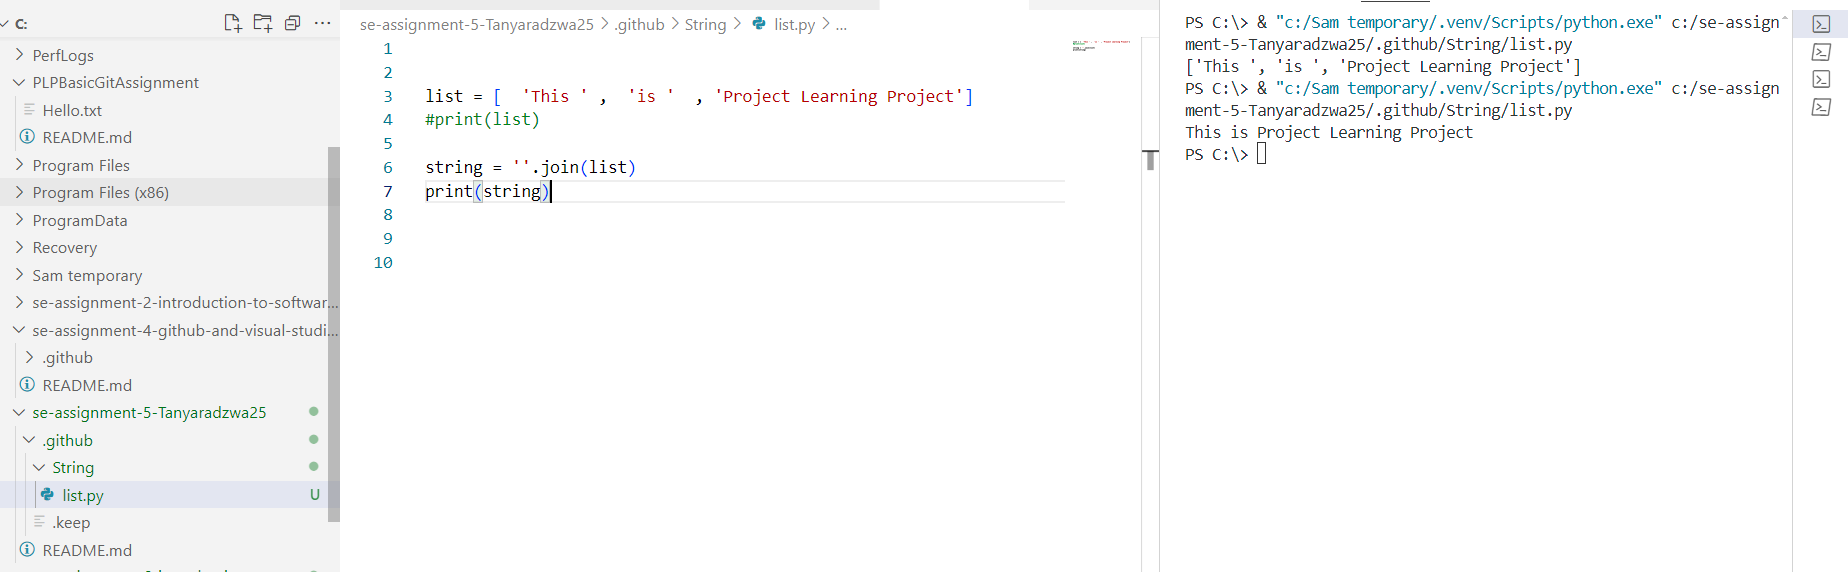 C:
PerfLogs
PLPBasicGitAssignment
Hello.txt
README.md
Program Files
Program Files (x86)
ProgramData
Recovery
Sam temporary
se-assignment-2-introduction-to-softwar...
se-assignment-4-github-and-visual-studi...
.github
README.md
se-assignment-5-Tanyaradzwa25
.github
String
list.py U
.keep
README.md
se-assignment-5-Tanyaradzwa25 > .github > String > list.py > ...
1
2
3 list = [  'This ' ,  'is '  , 'Project Learning Project']
4 #print(list)
5
6 string = ''.join(list)
7 print(string)
8
9
10
PS C:\> & "c:/Sam temporary/.venv/Scripts/python.exe" c:/se-assign
ment-5-Tanyaradzwa25/.github/String/list.py
['This ', 'is ', 'Project Learning Project']
PS C:\> & "c:/Sam temporary/.venv/Scripts/python.exe" c:/se-assign
ment-5-Tanyaradzwa25/.github/String/list.py
This is Project Learning Project
PS C:\>